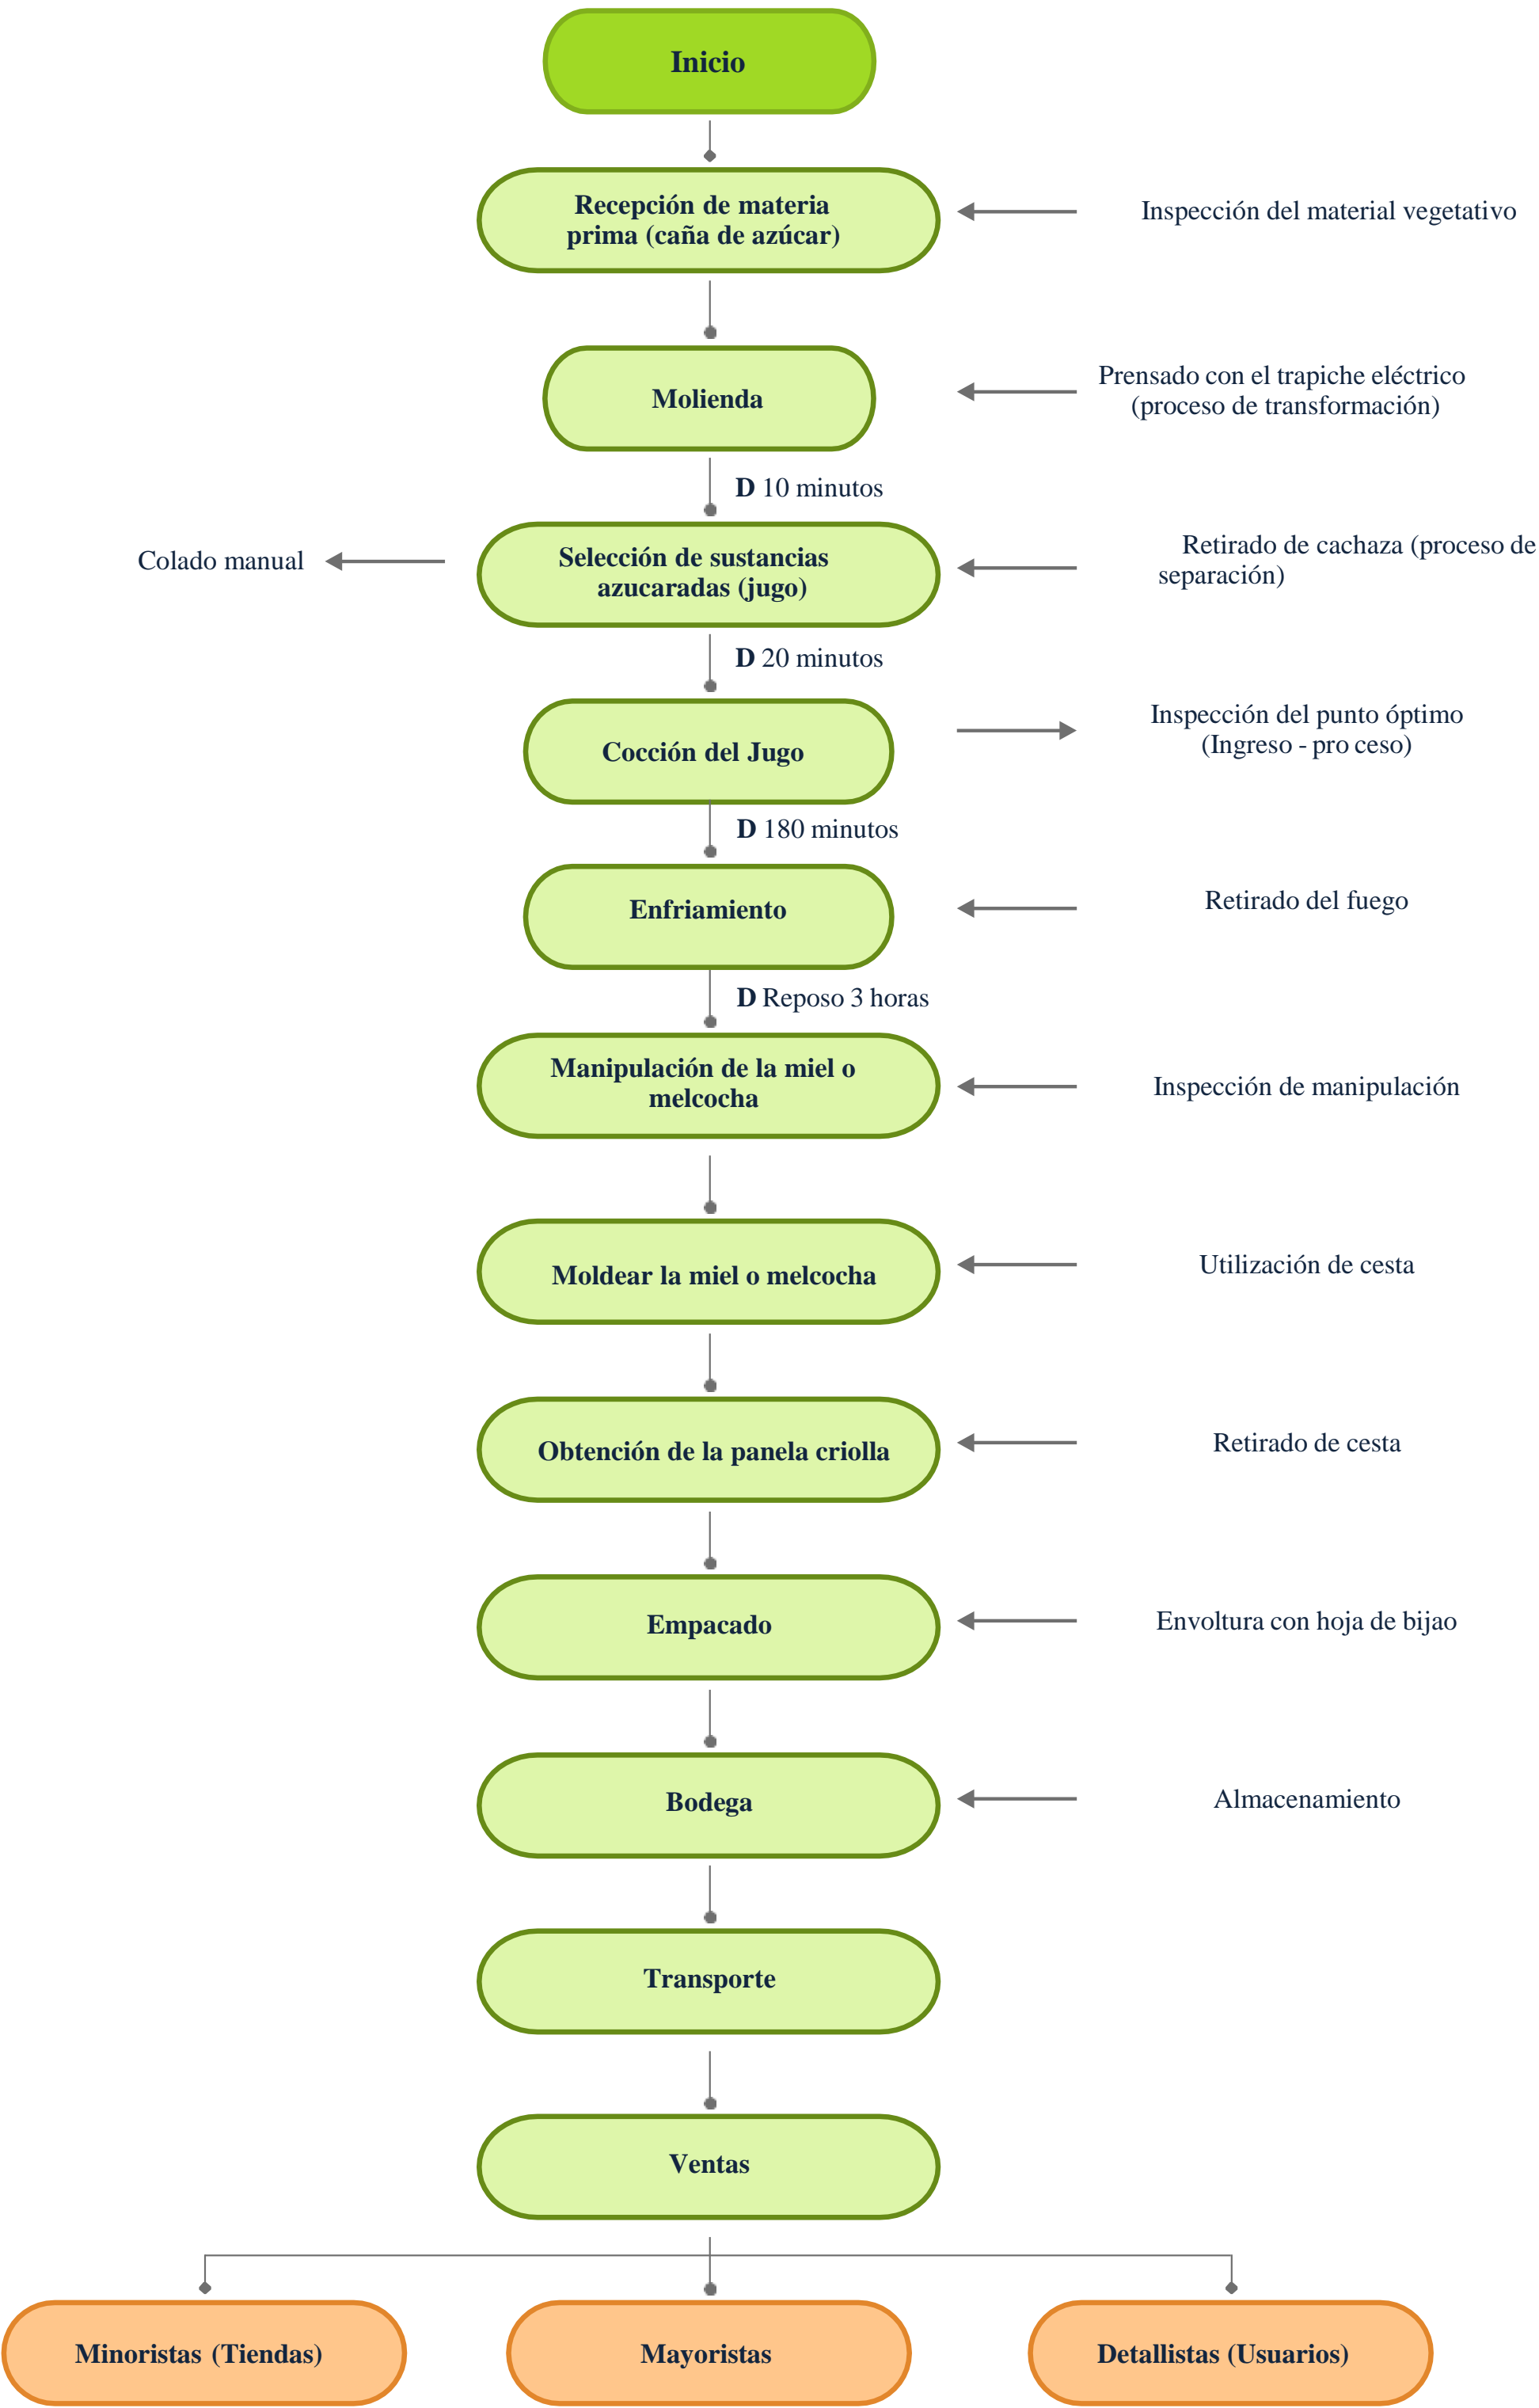 Inicio
Recepción de materia
prima (caña de azúcar)
Inspección del material vegetativo
Molienda
Prensado con el trapiche eléctrico
(proceso de transformación)
D 10 minutos
Colado manual
Selección de sustancias
azucaradas (jugo)
Retirado de cachaza (proceso de
separación)
D 20 minutos
Cocción del Jugo
Inspección del punto óptimo
(Ingreso - pro ceso)
D 180 minutos
Enfriamiento
Retirado del fuego
D Reposo 3 horas
Manipulación de la miel o
melcocha
Inspección de manipulación
Moldear la miel o melcocha
Utilización de cesta
Obtención de la panela criolla
Retirado de cesta
Empacado
Envoltura con hoja de bijao
Bodega
Almacenamiento
Transporte
Ventas
Minoristas (Tiendas)
Mayoristas
Detallistas (Usuarios)